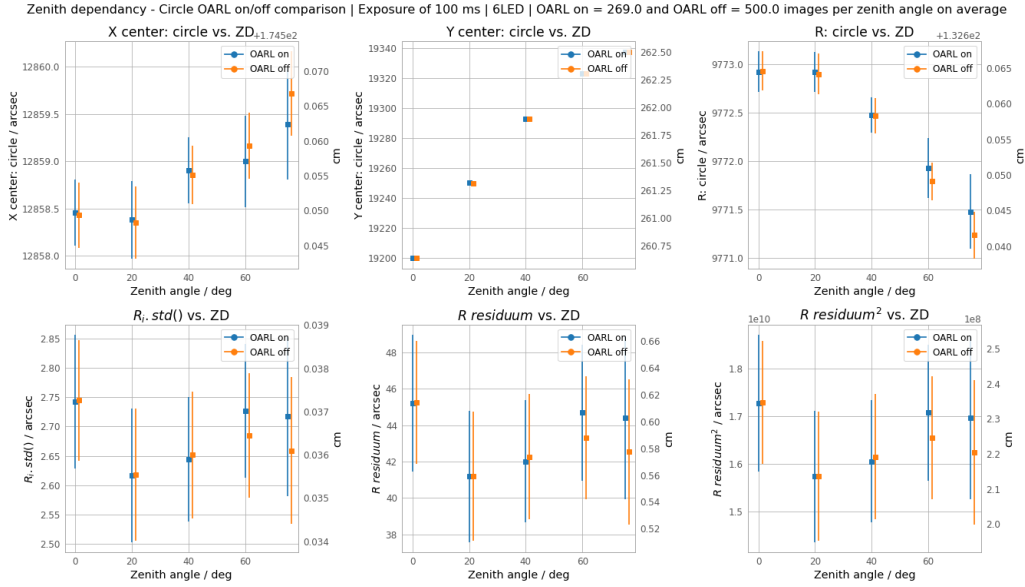 Zenith dependancy - Circle OARL on/off comparison | Exposure of 100 ms | 6LED | OARL on = 269.0 and OARL off = 500.0 images per zenith angle on average
X center: circle vs. ZD
+1.745e2
OARL on
OARL off
12860.0
12859.5
12859.0
12858.5
12858.0
X center: circle / arcsec
0.070
0.065
0.060
0.055
0.050
0.045
cm
0 20 40 60
Zenith angle / deg
Y center: circle vs. ZD
OARL on
OARL off
19340
19320
19300
19280
19260
19240
19220
19200
Y center: circle / arcsec
262.50
262.25
262.00
261.75
261.50
261.25
261.00
260.75
cm
0 20 40 60
Zenith angle / deg
R: circle vs. ZD
+1.326e2
OARL on
OARL off
9773.0
9772.5
9772.0
9771.5
9771.0
R: circle / arcsec
0.065
0.060
0.055
0.050
0.045
0.040
cm
0 20 40 60
Zenith angle / deg
R_i.std() vs. ZD
OARL on
OARL off
2.85
2.80
2.75
2.70
2.65
2.60
2.55
2.50
R_i.std() / arcsec
0.039
0.038
0.037
0.036
0.035
0.034
cm
0 20 40 60
Zenith angle / deg
R residuum vs. ZD
OARL on
OARL off
48
46
44
42
40
38
R residuum / arcsec
0.66
0.64
0.62
0.60
0.58
0.56
0.54
0.52
cm
0 20 40 60
Zenith angle / deg
R residuum² vs. ZD
1e10
1e8
OARL on
OARL off
1.8
1.7
1.6
1.5
R residuum² / arcsec
2.5
2.4
2.3
2.2
2.1
2.0
cm
0 20 40 60
Zenith angle / deg